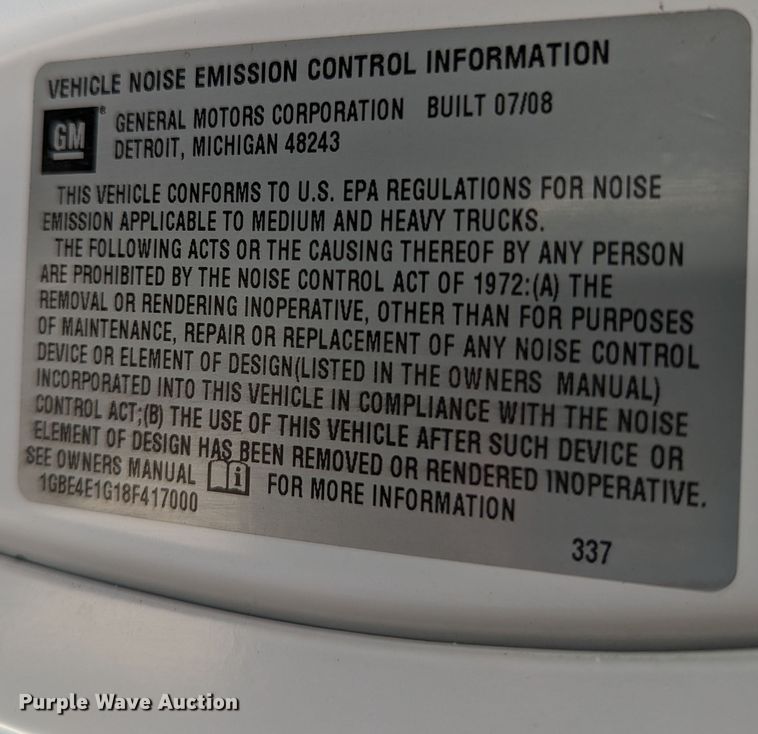 VEHICLE NOISE EMISSION CONTROL INFORMATION
GM ® GENERAL MOTORS CORPORATION BUILT 07/08
DETROIT, MICHIGAN 48243
THIS VEHICLE CONFORMS TO U.S. EPA REGULATIONS FOR NOISE
EMISSION APPLICABLE TO MEDIUM AND HEAVY TRUCKS.
THE FOLLOWING ACTS OR THE CAUSING THEREOF BY ANY PERSON
ARE PROHIBITED BY THE NOISE CONTROL ACT OF 1972:(A) THE
REMOVAL OR RENDERING INOPERATIVE, OTHER THAN FOR PURPOSES
OF MAINTENANCE, REPAIR OR REPLACEMENT OF ANY NOISE CONTROL
DEVICE OR ELEMENT OF DESIGN(LISTED IN THE OWNERS MANUAL)
INCORPORATED INTO THIS VEHICLE IN COMPLIANCE WITH THE NOISE
CONTROL ACT;(B) THE USE OF THIS VEHICLE AFTER SUCH DEVICE OR
ELEMENT OF DESIGN HAS BEEN REMOVED OR RENDERED INOPERATIVE.
SEE OWNERS MANUAL i FOR MORE INFORMATION
1GBE4E1G18F417000
337
Purple Wave Auction